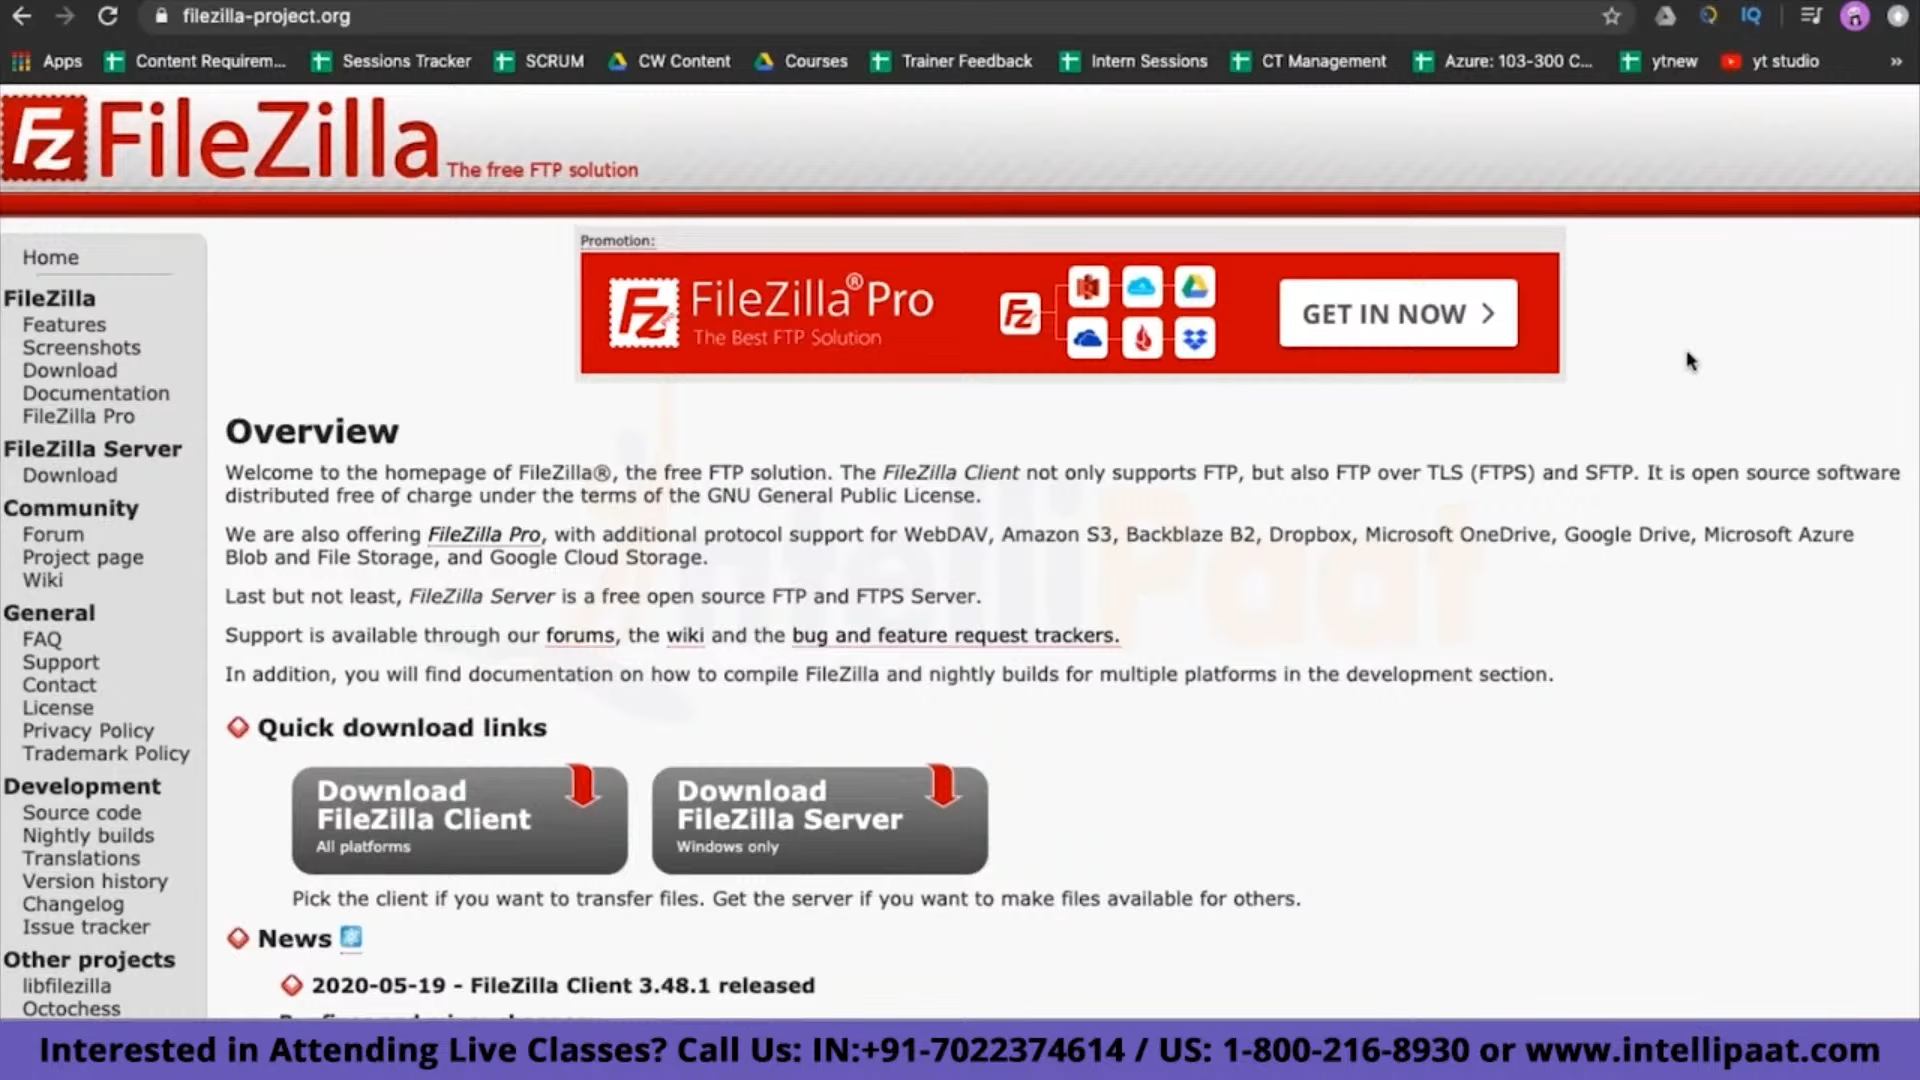 filezilla-project.org
Apps Content Requirem... Sessions Tracker SCRUM CW Content Courses Trainer Feedback Intern Sessions CT Management Azure: 103-300 C... ytnew yt studio »
Fz FileZilla The free FTP solution
Home
FileZilla
Features
Screenshots
Download
Documentation
FileZilla Pro
FileZilla Server
Download
Community
Forum
Project page
Wiki
General
FAQ
Support
Contact
License
Privacy Policy
Trademark Policy
Development
Source code
Nightly builds
Translations
Version history
Changelog
Issue tracker
Other projects
libfilezilla
Octochess
Promotion:
Fz FileZilla® Pro
The Best FTP Solution
Fz
GET IN NOW >
Overview
Welcome to the homepage of FileZilla®, the free FTP solution. The FileZilla Client not only supports FTP, but also FTP over TLS (FTPS) and SFTP. It is open source software
distributed free of charge under the terms of the GNU General Public License.
We are also offering FileZilla Pro, with additional protocol support for WebDAV, Amazon S3, Backblaze B2, Dropbox, Microsoft OneDrive, Google Drive, Microsoft Azure
Blob and File Storage, and Google Cloud Storage.
Last but not least, FileZilla Server is a free open source FTP and FTPS Server.
Support is available through our forums, the wiki and the bug and feature request trackers.
In addition, you will find documentation on how to compile FileZilla and nightly builds for multiple platforms in the development section.
Quick download links
Download
FileZilla Client
All platforms
Download
FileZilla Server
Windows only
Pick the client if you want to transfer files. Get the server if you want to make files available for others.
News
2020-05-19 - FileZilla Client 3.48.1 released
IntelliPaat
Interested in Attending Live Classes? Call Us: IN:+91-7022374614 / US: 1-800-216-8930 or www.intellipaat.com